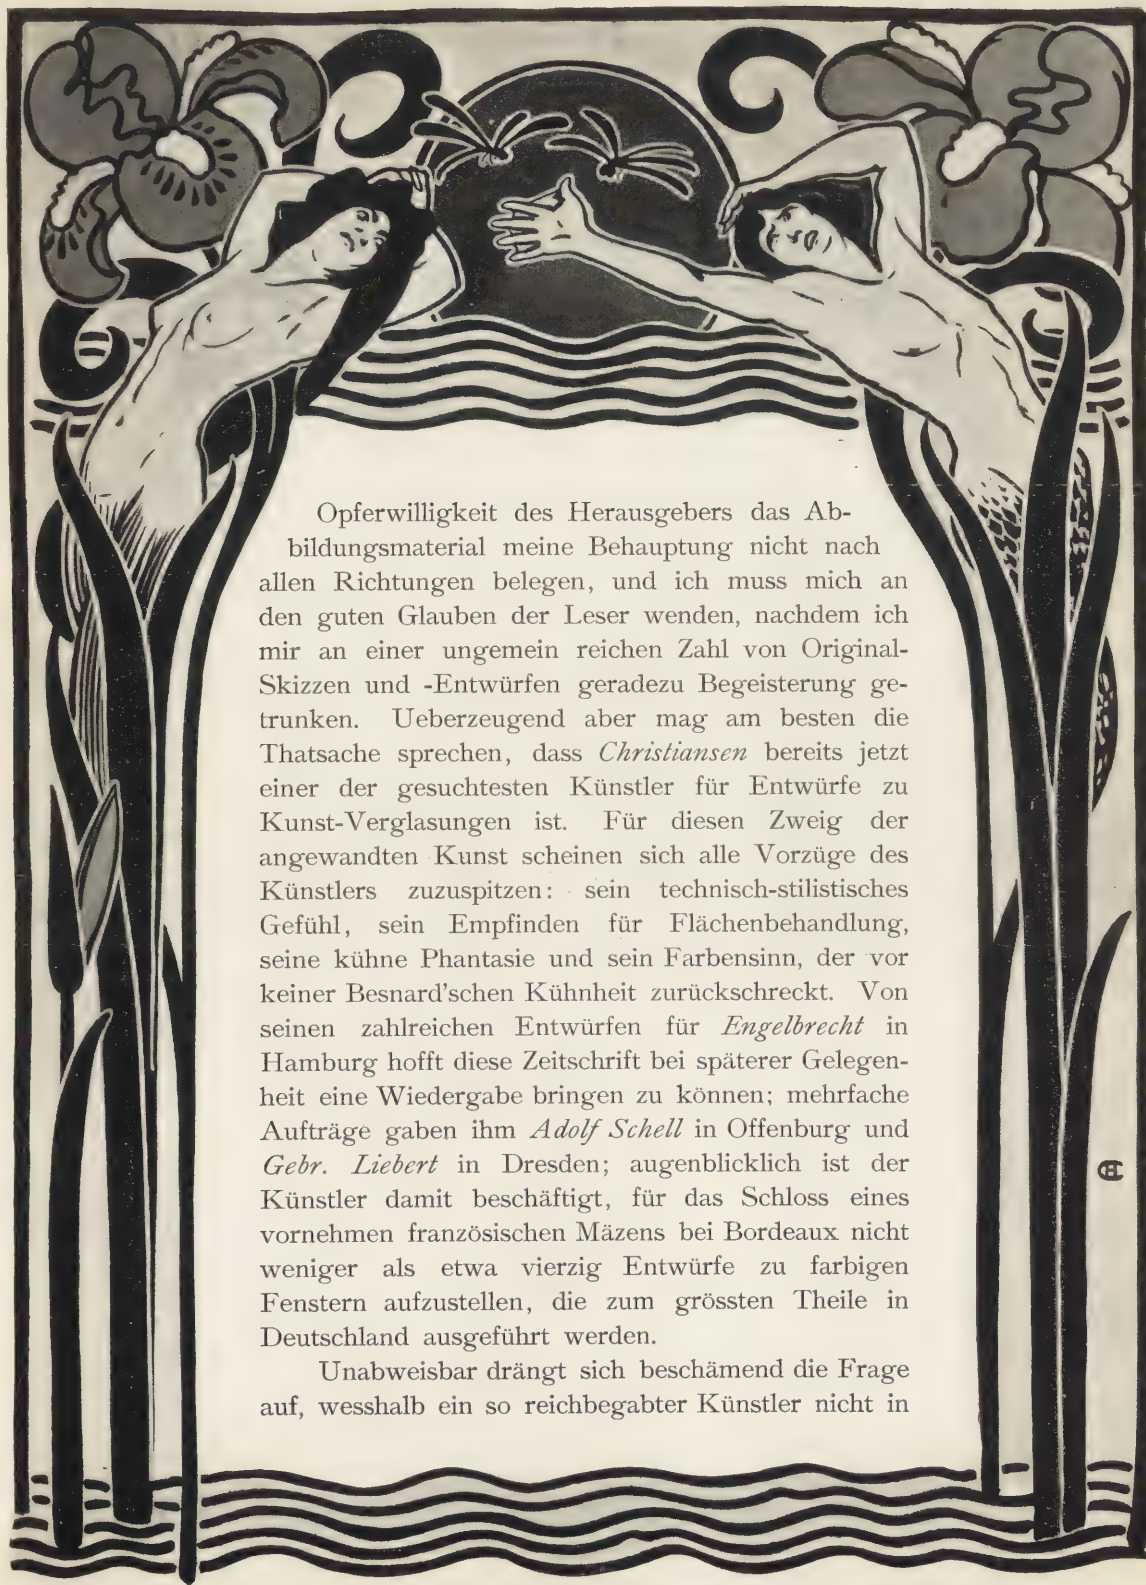 Opferwilligkeit des Herausgebers das Ab-
bildungsmaterial meine Behauptung nicht nach
allen Richtungen belegen, und ich muss mich an
den guten Glauben der Leser wenden, nachdem ich
mir an einer ungemein reichen Zahl von Original-
Skizzen und -Entwürfen geradezu Begeisterung ge-
trunken. Ueberzeugend aber mag am besten die
Thatsache sprechen, dass Christiansen bereits jetzt
einer der gesuchtesten Künstler für Entwürfe zu
Kunst-Verglasungen ist. Für diesen Zweig der
angewandten Kunst scheinen sich alle Vorzüge des
Künstlers zuzuspitzen: sein technisch-stilistisches
Gefühl, sein Empfinden für Flächenbehandlung,
seine kühne Phantasie und sein Farbensinn, der vor
keiner Besnard'schen Kühnheit zurückschreckt. Von
seinen zahlreichen Entwürfen für Engelbrecht in
Hamburg hofft diese Zeitschrift bei späterer Gelegen-
heit eine Wiedergabe bringen zu können; mehrfache
Aufträge gaben ihm Adolf Schell in Offenburg und
Gebr. Liebert in Dresden; augenblicklich ist der
Künstler damit beschäftigt, für das Schloss eines
vornehmen französischen Mäzens bei Bordeaux nicht
weniger als etwa vierzig Entwürfe zu farbigen
Fenstern aufzustellen, die zum grössten Theile in
Deutschland ausgeführt werden.
Unabweisbar drängt sich beschämend die Frage
auf, wesshalb ein so reichbegabter Künstler nicht in